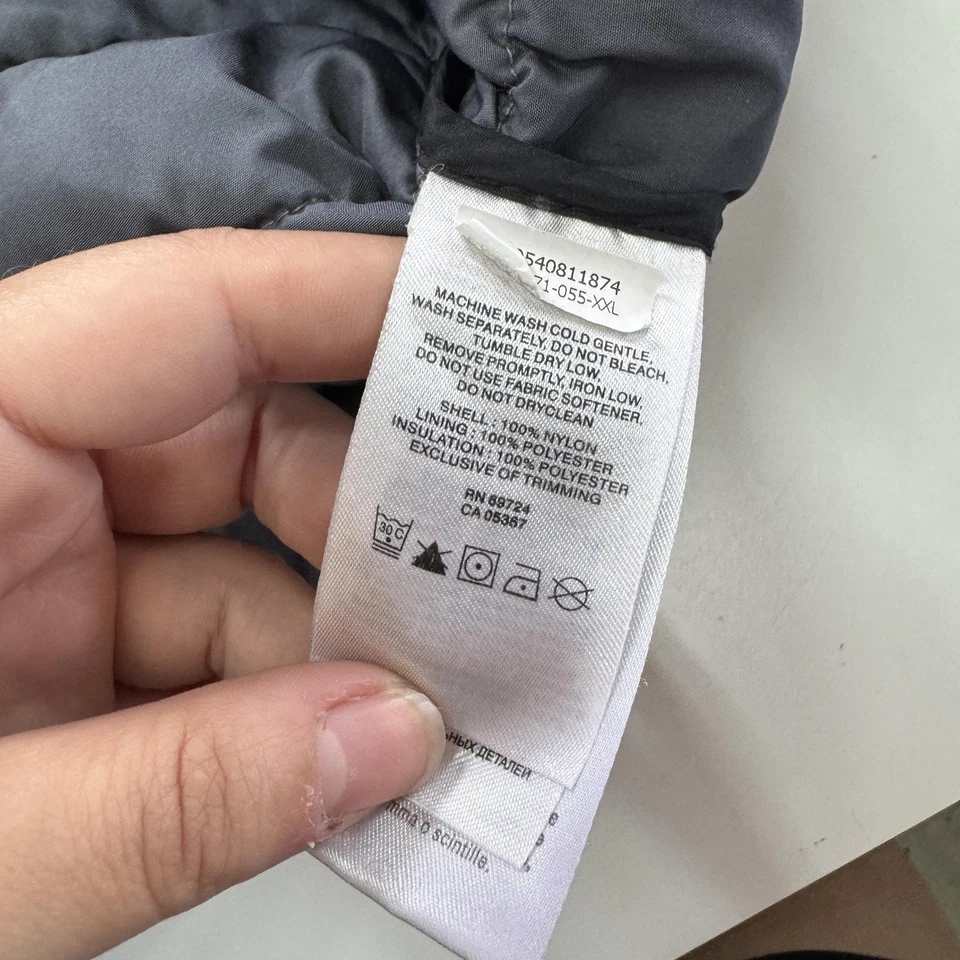 540811874
71-055-XXL
MACHINE WASH COLD GENTLE,
WASH SEPARATELY, DO NOT BLEACH,
TUMBLE DRY LOW,
REMOVE PROMPTLY, IRON LOW,
DO NOT USE FABRIC SOFTENER,
DO NOT DRYCLEAN
SHELL : 100% NYLON
LINING : 100% POLYESTER
INSULATION : 100% POLYESTER
EXCLUSIVE OF TRIMMING
RN 69724
CA 05367
30 C
ДЕТАЛЕЙ
o scintille.